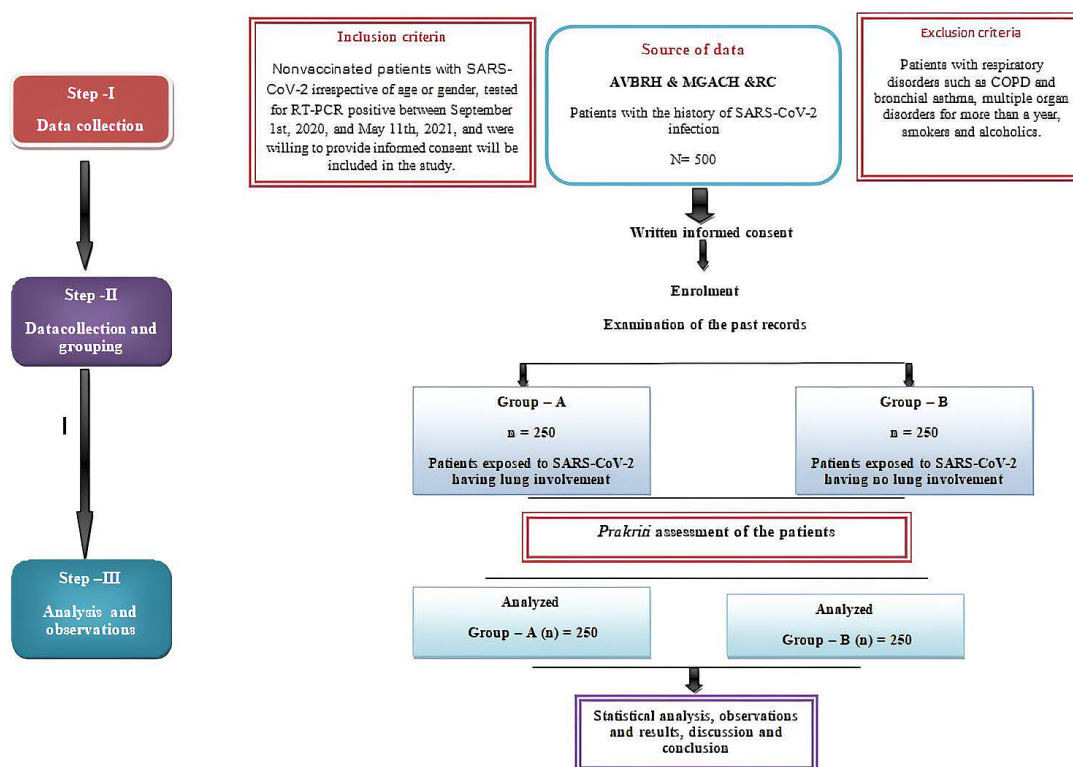 Step -I
Data collection
Step -II
Datacollection and
grouping
I
Step –III
Analysis and
observations
Inclusion criteria
Nonvaccinated patients with SARS-
CoV-2 irrespective of age or gender, tested
for RT-PCR positive between September
1st, 2020, and May 11th, 2021, and were
willing to provide informed consent will be
included in the study.
Source of data
AVBRH & MGACH &RC
Patients with the history of SARS-CoV-2
infection
N= 500
Exclusion criteria
Patients with respiratory
disorders such as COPD and
bronchial asthma, multiple organ
disorders for more than a year,
smokers and alcoholics.
Written informed consent
Enrolment
Examination of the past records
Group – A
n = 250
Patients exposed to SARS-CoV-2
having lung involvement
Group – B
n = 250
Patients exposed to SARS-CoV-2
having no lung involvement
Prakriti assessment of the patients
Analyzed
Group – A (n) = 250
Analyzed
Group – B (n) = 250
Statistical analysis, observations
and results, discussion and
conclusion